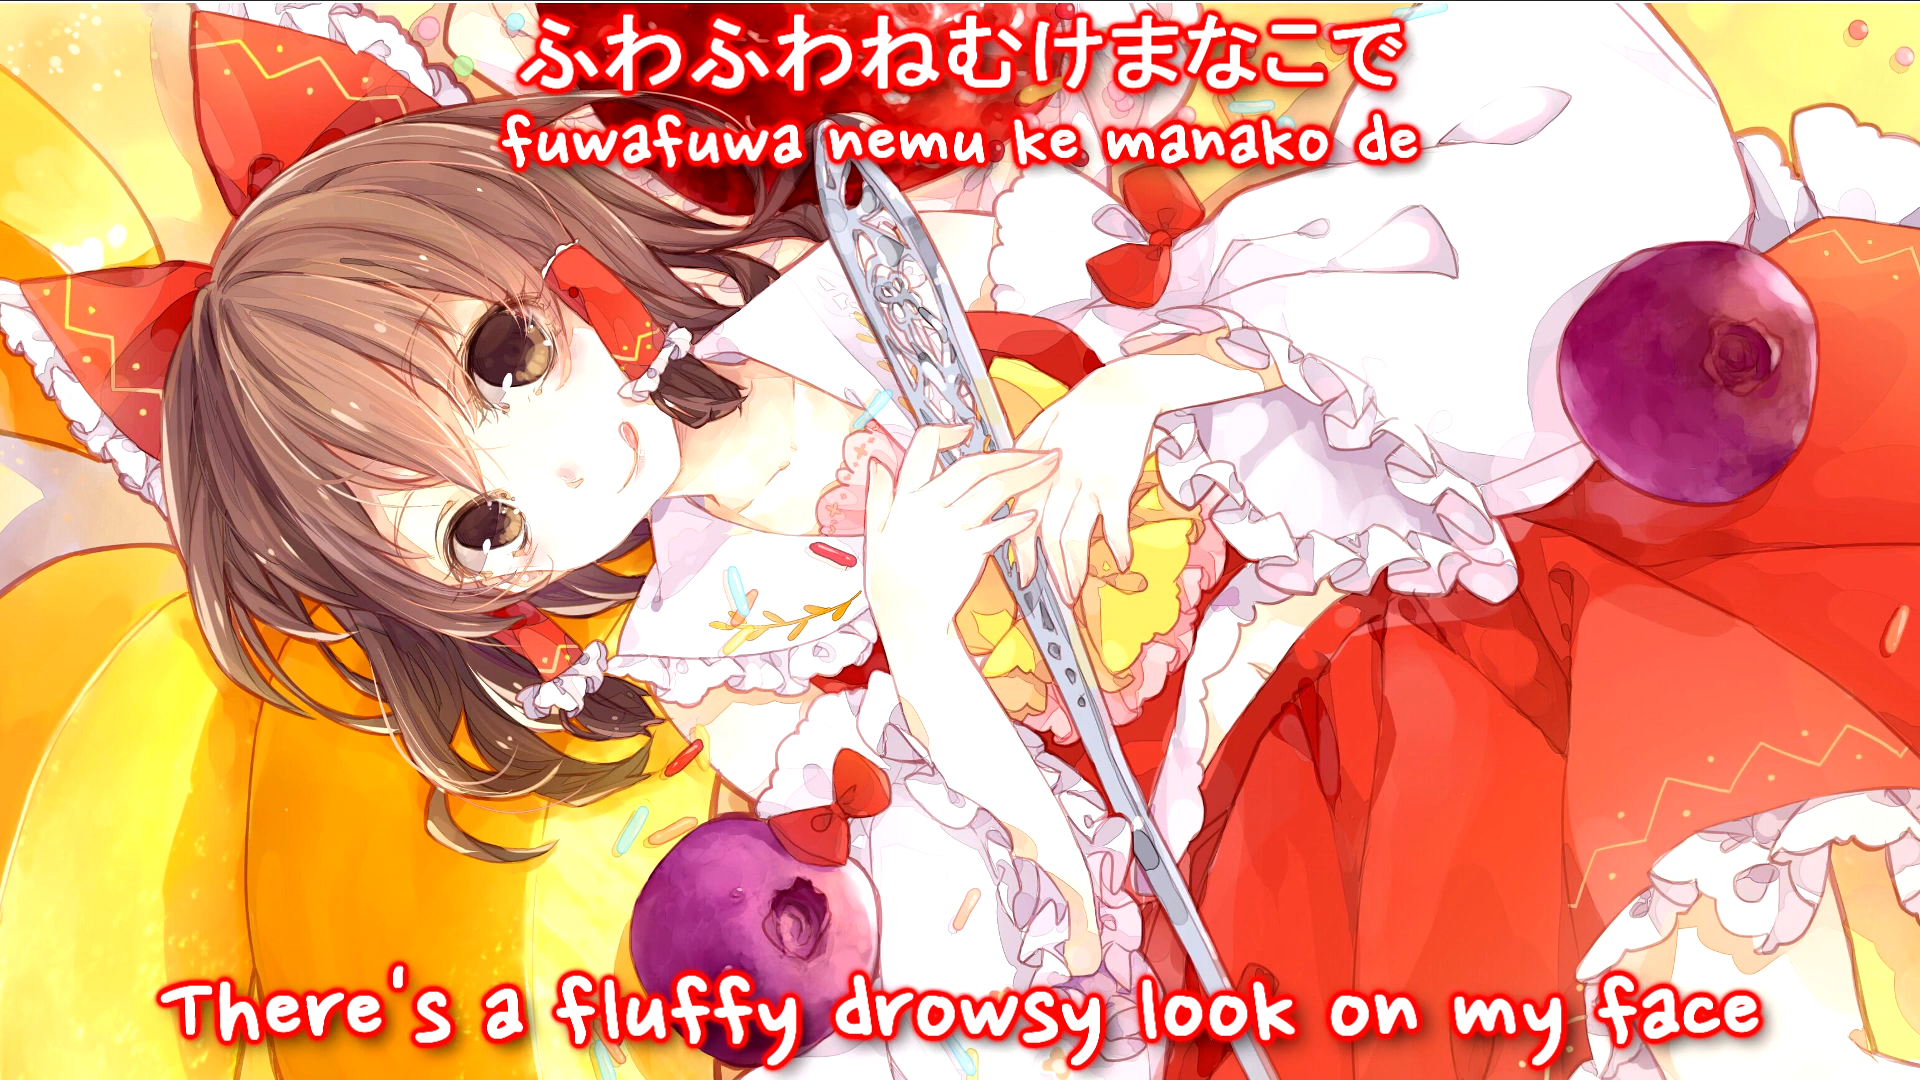 ふわふわねむけまなこで
fuwafuwa nemu ke manako de
There's a fluffy drowsy look on my face